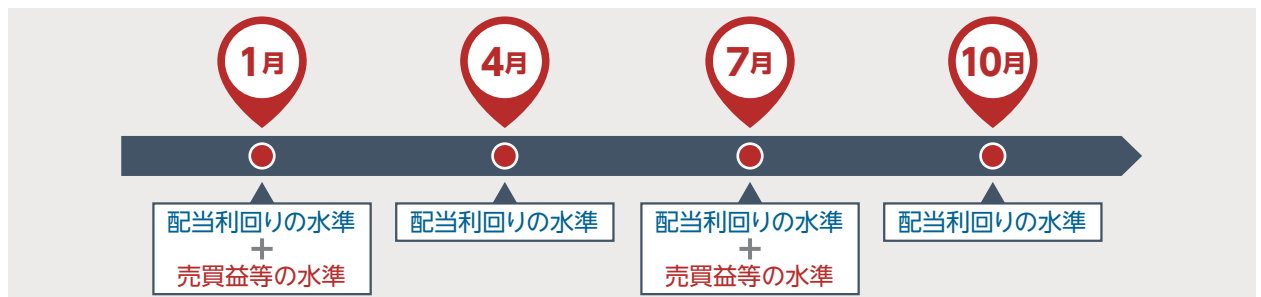 1月
4月
7月
10月
配当利回りの水準
+
売買益等の水準
配当利回りの水準
配当利回りの水準
+
売買益等の水準
配当利回りの水準